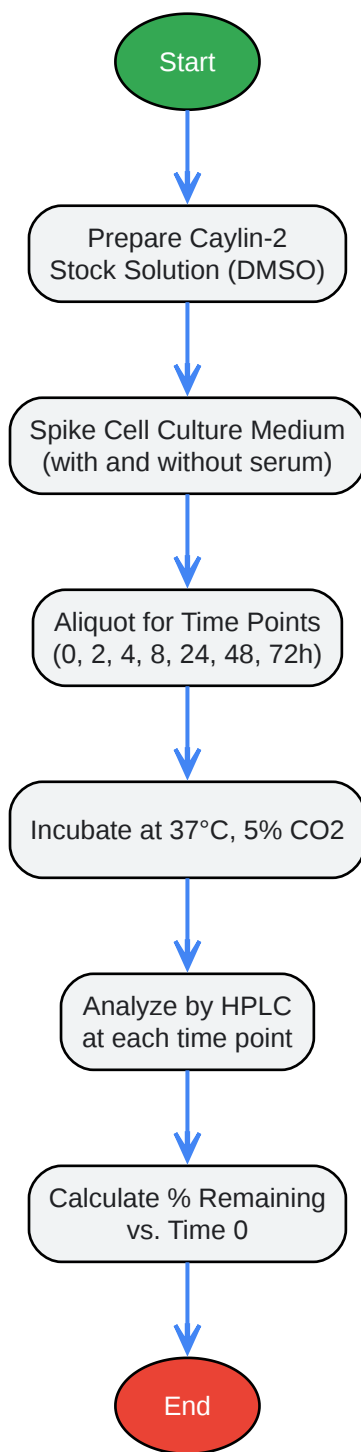 Start
Prepare Caylin-2
Stock Solution (DMSO)
Spike Cell Culture Medium
(with and without serum)
Aliquot for Time Points
(0, 2, 4, 8, 24, 48, 72h)
Incubate at 37°C, 5% CO2
Analyze by HPLC
at each time point
Calculate % Remaining
vs. Time 0
End